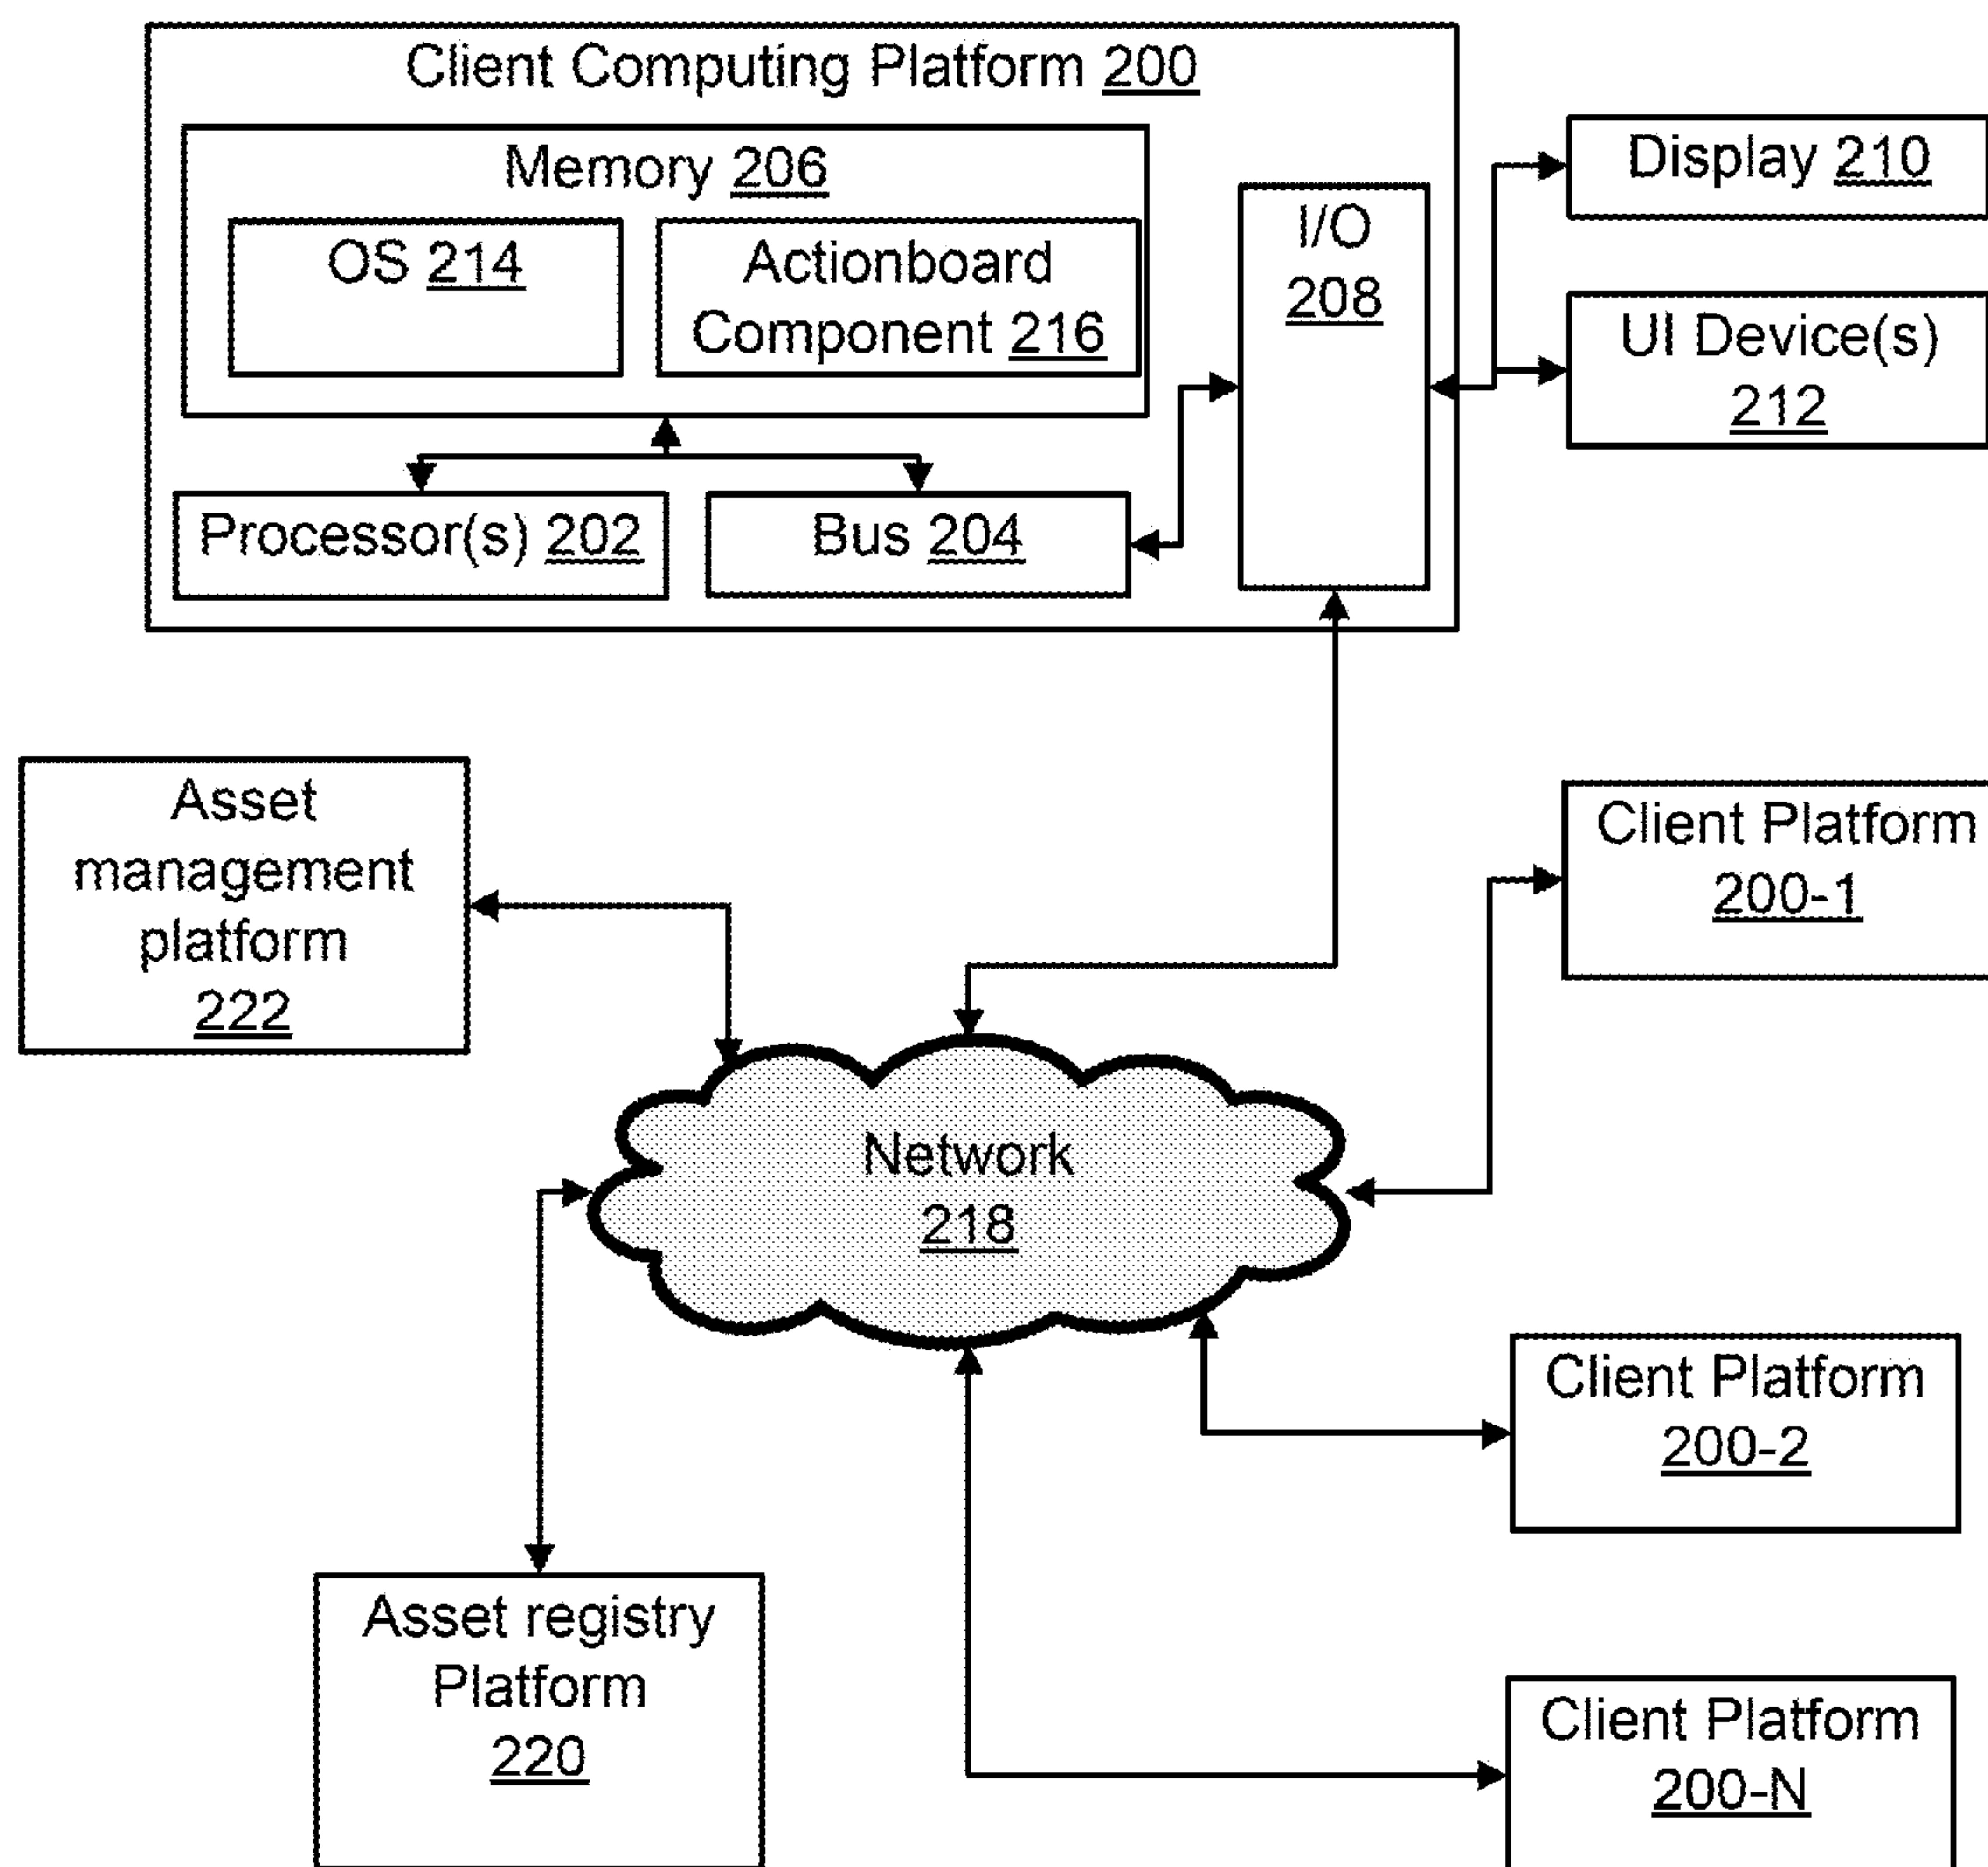 Client Computing Platform 200
Memory 206
OS 214
Actionboard
Component 216
I/O
208
Display 210
UI Device(s)
212
Processor(s) 202
Bus 204
Asset
management
platform
222
Client Platform
200-1
Network
218
Client Platform
200-2
Asset registry
Platform
220
Client Platform
200-N